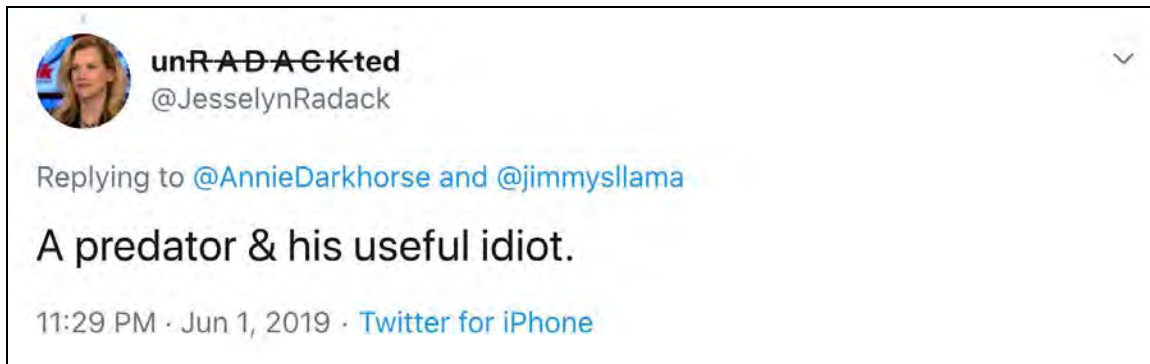 unRADACKted
@JesselynRadack
Replying to @AnnieDarkhorse and @jimmysllama
A predator & his useful idiot.
11:29 PM · Jun 1, 2019 · Twitter for iPhone